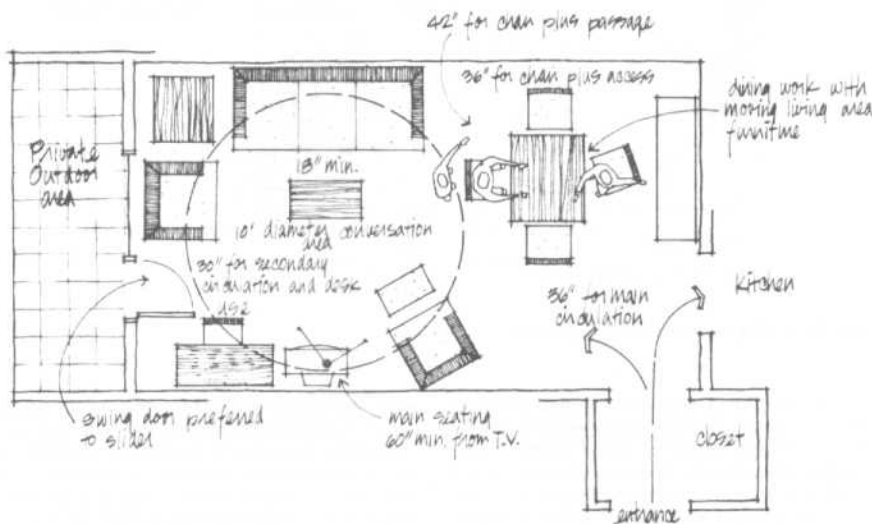 42" for chair plus passage
36" for chair plus access
dining work with
moving living area
furniture
Private
Outdoor
area
18" min.
10' diameter conversation
area
30" for secondary
circulation and desk
use
36" for main
circulation
kitchen
swing door preferred
to slider
main seating
60" min. from T.V.
closet
entrance